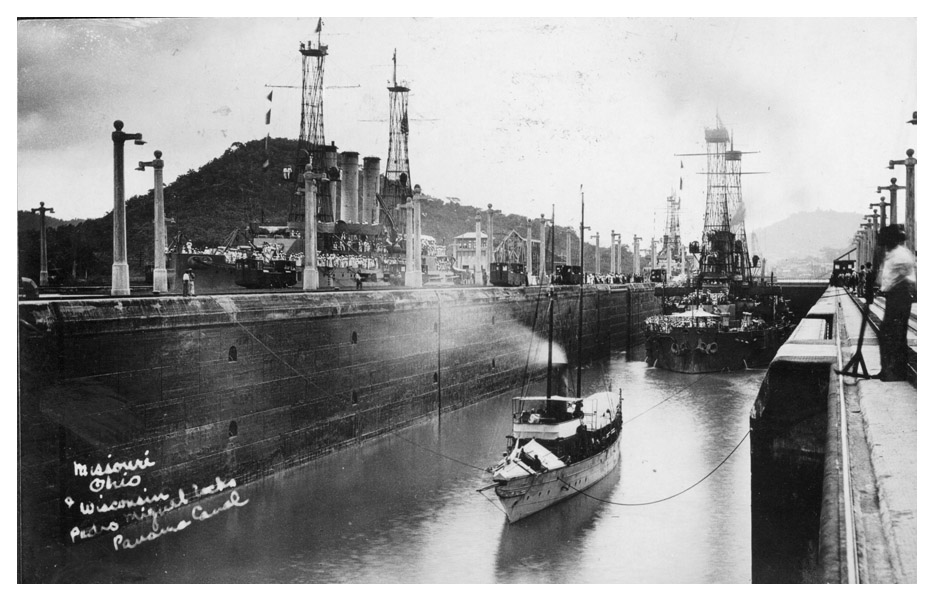 Missouri
Ohio
& Wisconsin
Pedro Miguel Locks
Panama Canal